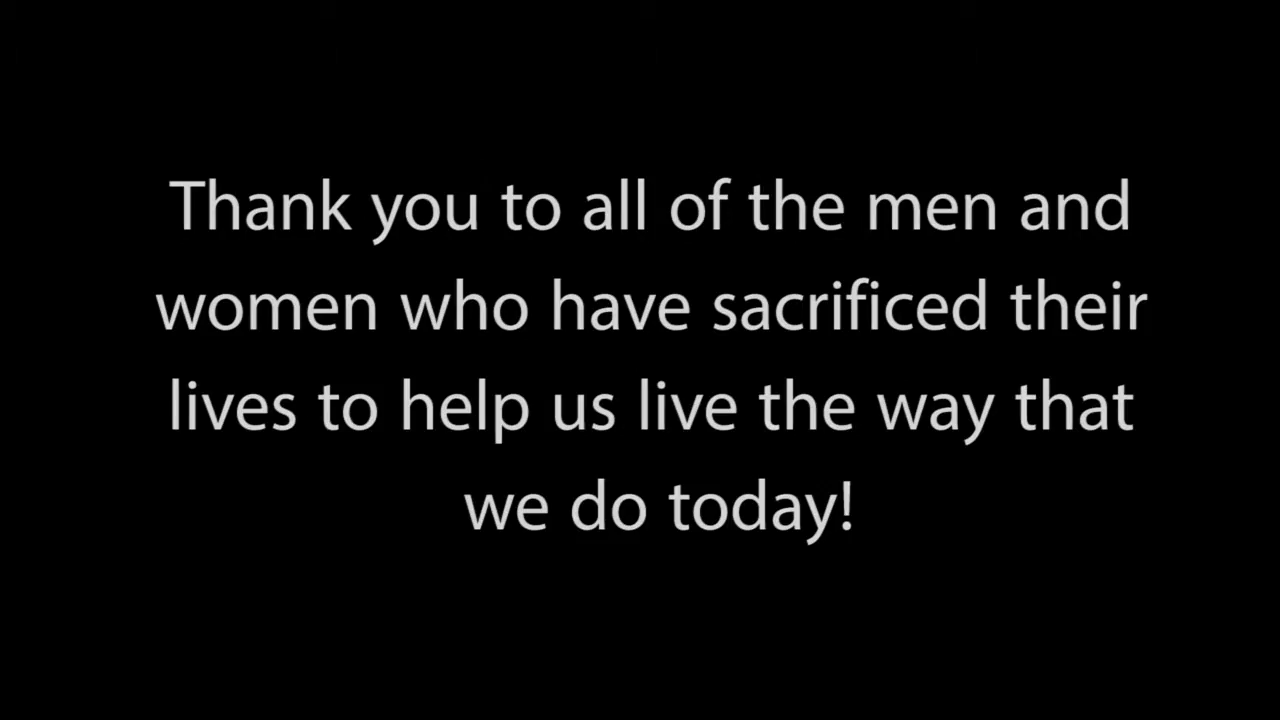 Thank you to all of the men and
women who have sacrificed their
lives to help us live the way that
we do today!